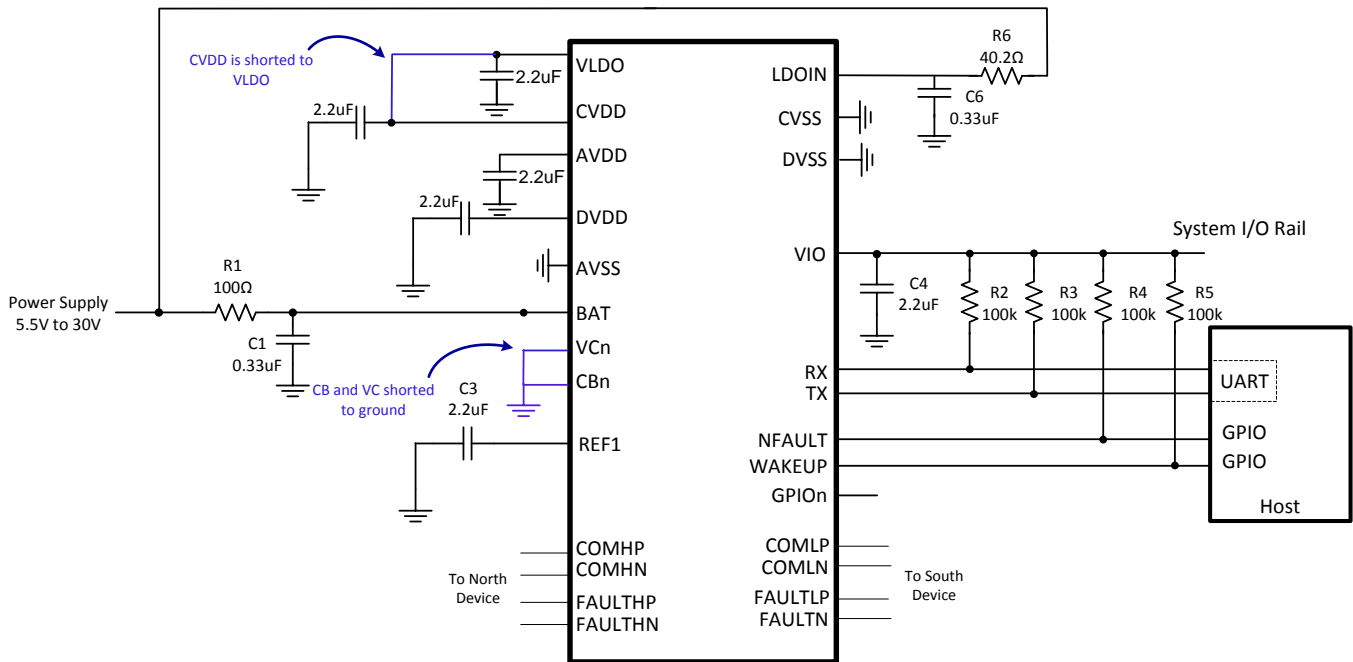 CVDD is shorted to
VLDO
2.2uF
2.2uF
2.2uF
2.2uF
R1
100Ω
Power Supply
5.5V to 30V
C1
0.33uF
CB and VC shorted
to ground
C3
2.2uF
To North
Device
VLDO
CVDD
AVDD
DVDD
AVSS
BAT
VCn
CBn
REF1
COMHP
COMHN
FAULTHP
FAULTHN
LDOIN
CVSS
DVSS
VIO
RX
TX
NFAULT
WAKEUP
GPIOn
COMLP
COMLN
FAULTLP
FAULTN
R6
40.2Ω
C6
0.33uF
System I/O Rail
C4
2.2uF
R2
100k
R3
100k
R4
100k
R5
100k
UART
GPIO
GPIO
Host
To South
Device